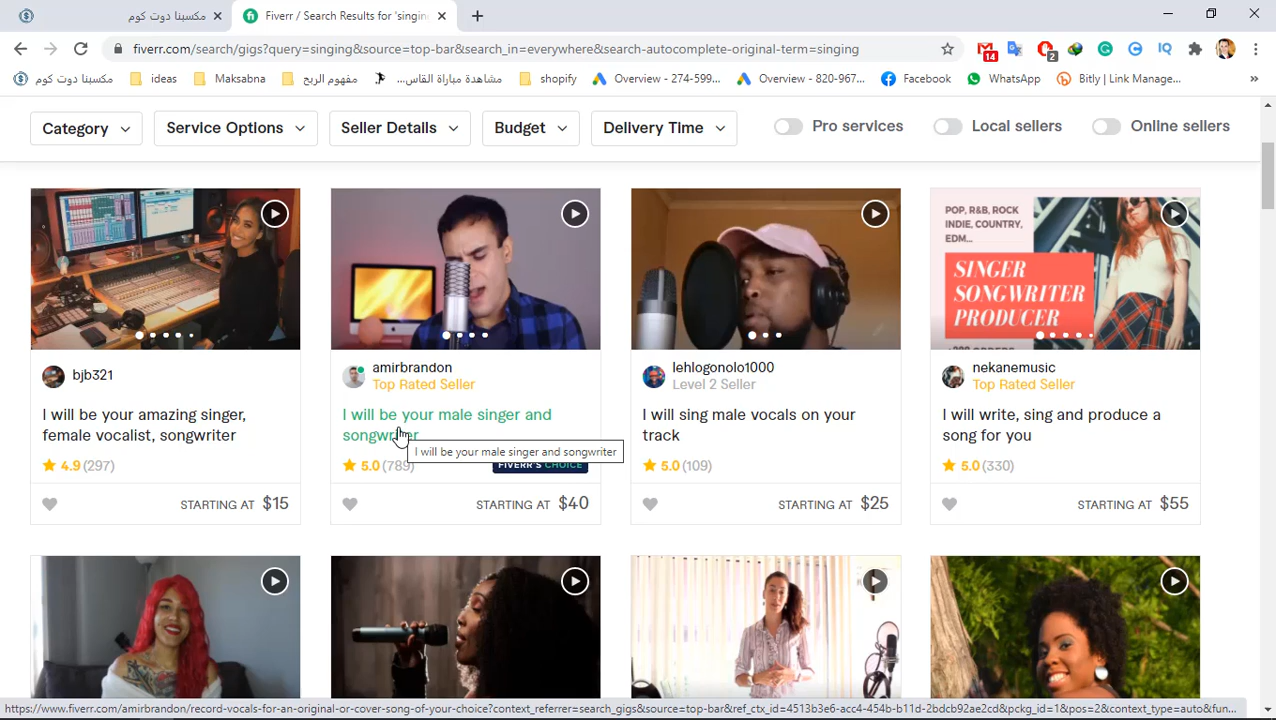 مكسبنا دوت كوم
Fiverr / Search Results for 'singin
fiverr.com/search/gigs?query=singing&source=top-bar&search_in=everywhere&search-autocomplete-original-term=singing
14
2
IQ
مكسبنا دوت كوم
ideas
Maksabna
مفهوم الربح
مشاهدة مباراة القاس...
shopify
Overview - 274-599...
Overview - 820-967...
Facebook
WhatsApp
Bitly | Link Manage...
»
Category
Service Options
Seller Details
Budget
Delivery Time
Pro services
Local sellers
Online sellers
POP, R&B, ROCK
INDIE, COUNTRY,
EDM...
SINGER
SONGWRITER
PRODUCER
bjb321
I will be your amazing singer,
female vocalist, songwriter
4.9 (297)
STARTING AT $15
amirbrandon
Top Rated Seller
I will be your male singer and
songwriter
I will be your male singer and songwriter
5.0 (789)
FIVERR'S CHOICE
STARTING AT $40
lehlogonolo1000
Level 2 Seller
I will sing male vocals on your
track
5.0 (109)
STARTING AT $25
nekanemusic
Top Rated Seller
I will write, sing and produce a
song for you
5.0 (330)
STARTING AT $55
https://www.fiverr.com/amirbrandon/record-vocals-for-an-original-or-cover-song-of-your-choice?context_referrer=search_gigs&source=top-bar&ref_ctx_id=4513b3e6-acc4-454b-b11d-2bdcb92ae2cd&pckg_id=1&pos=2&context_type=auto&fun...